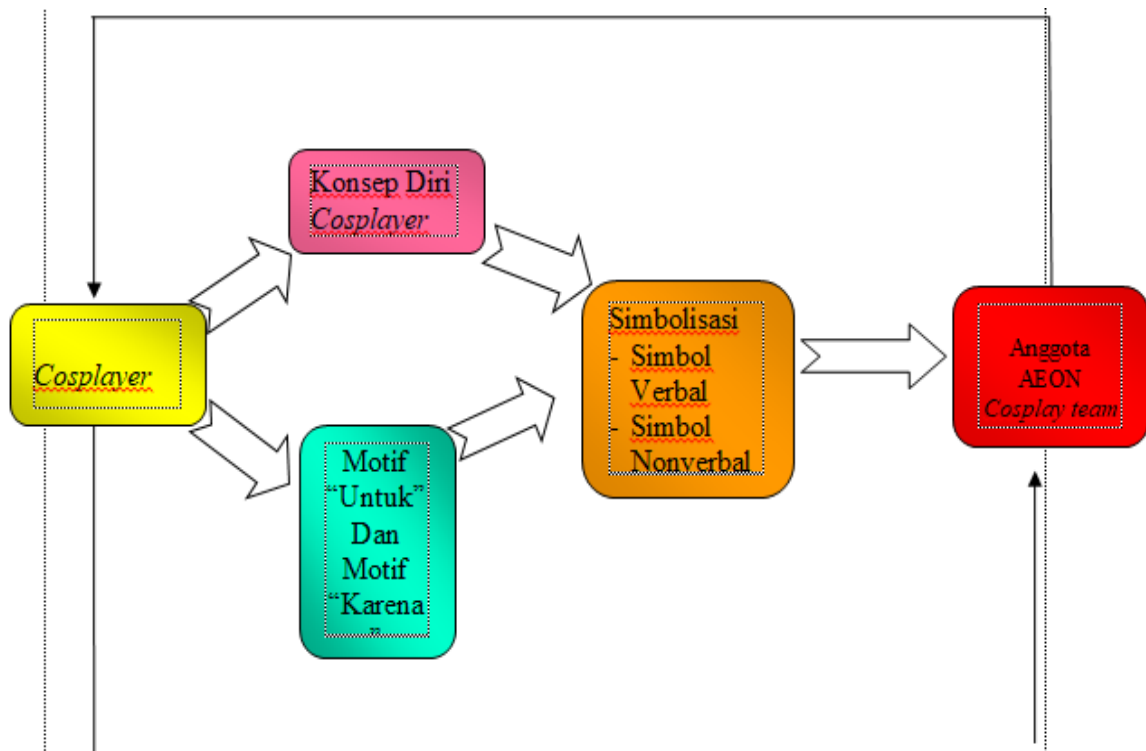 Konsep Diri
Cosplayer
Cosplayer
Motif
“Untuk”
Dan
Motif
“Karena
”
Simbolisasi
- Simbol
Verbal
- Simbol
Nonverbal
Anggota
AEON
Cosplay team